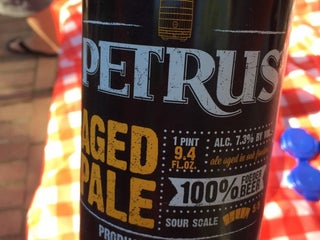 PETRUS
AGED
PALE
1 PINT
9.4
FL.OZ.
ALC. 7.3% BY
ale aged in oak
100% FOEDER
BEER
SOUR SCALE